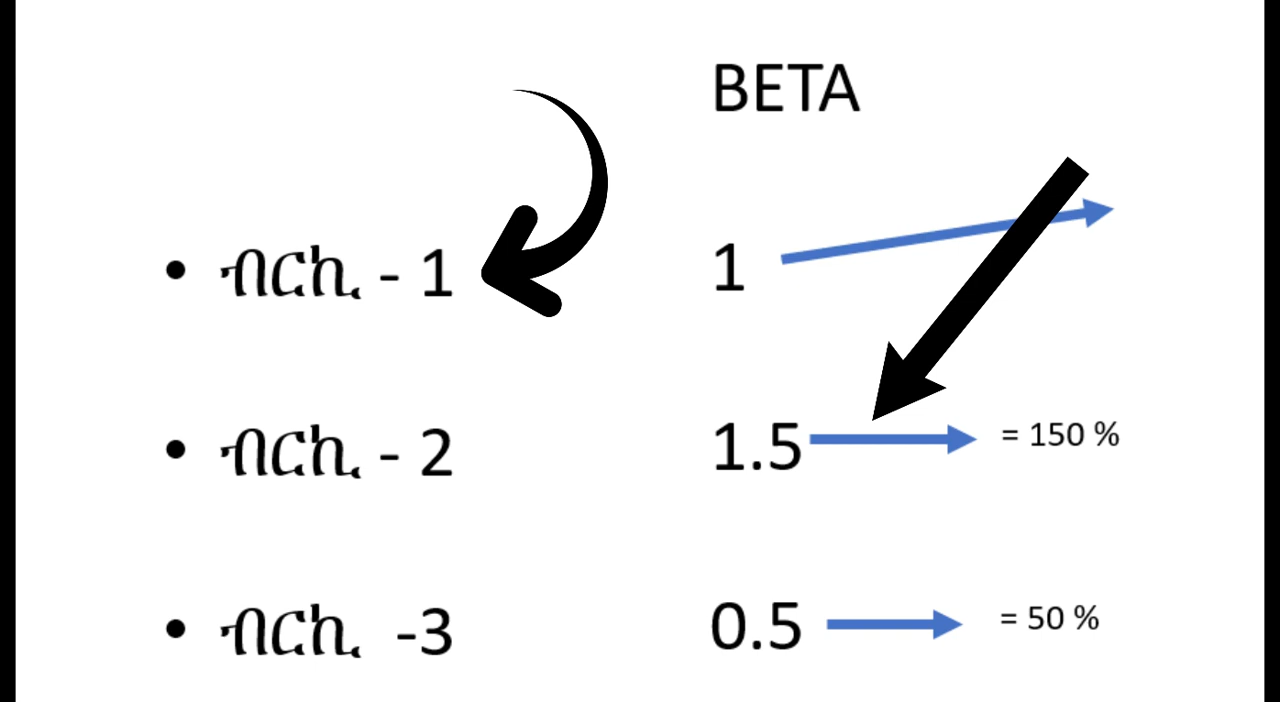 BETA
• ብርኪ - 1 1
• ብርኪ - 2 1.5 = 150 %
• ብርኪ -3 0.5 = 50 %